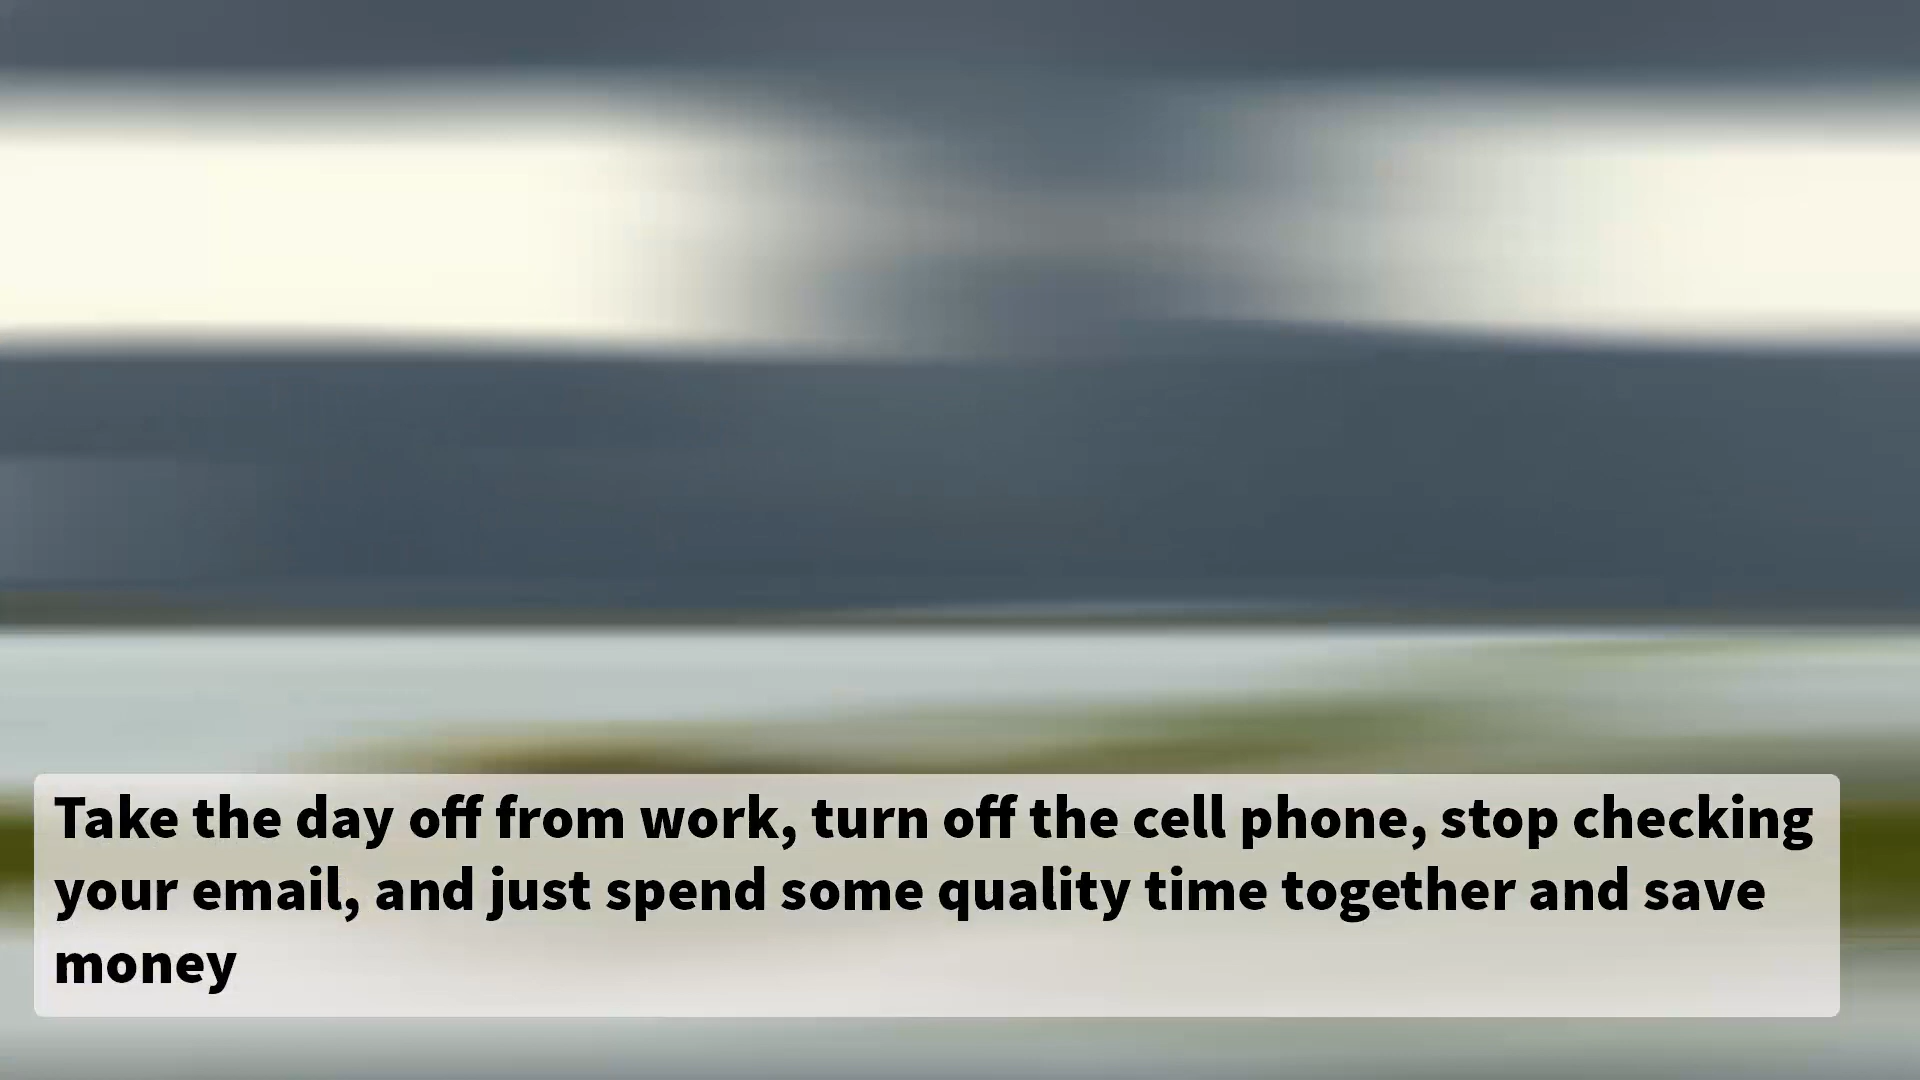 Take the day off from work, turn off the cell phone, stop checking
your email, and just spend some quality time together and save
money